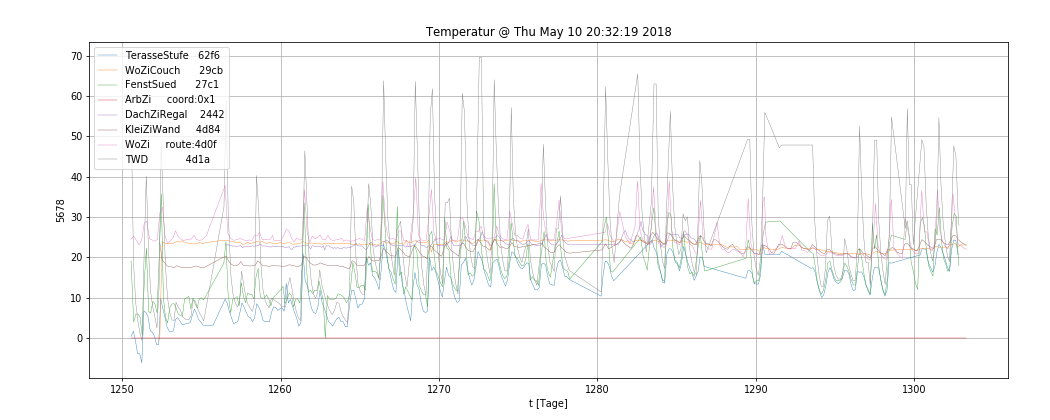 Temperatur @ Thu May 10 20:32:19 2018
TerasseStufe 62f6
WoZiCouch 29cb
FenstSued 27c1
ArbZi coord:0x1
DachZiRegal 2442
KleiZiWand 4d84
WoZi route:4d0f
TWD 4d1a
70
60
50
40
30
20
10
0
5678
1250 1260 1270 1280 1290 1300
t [Tage]